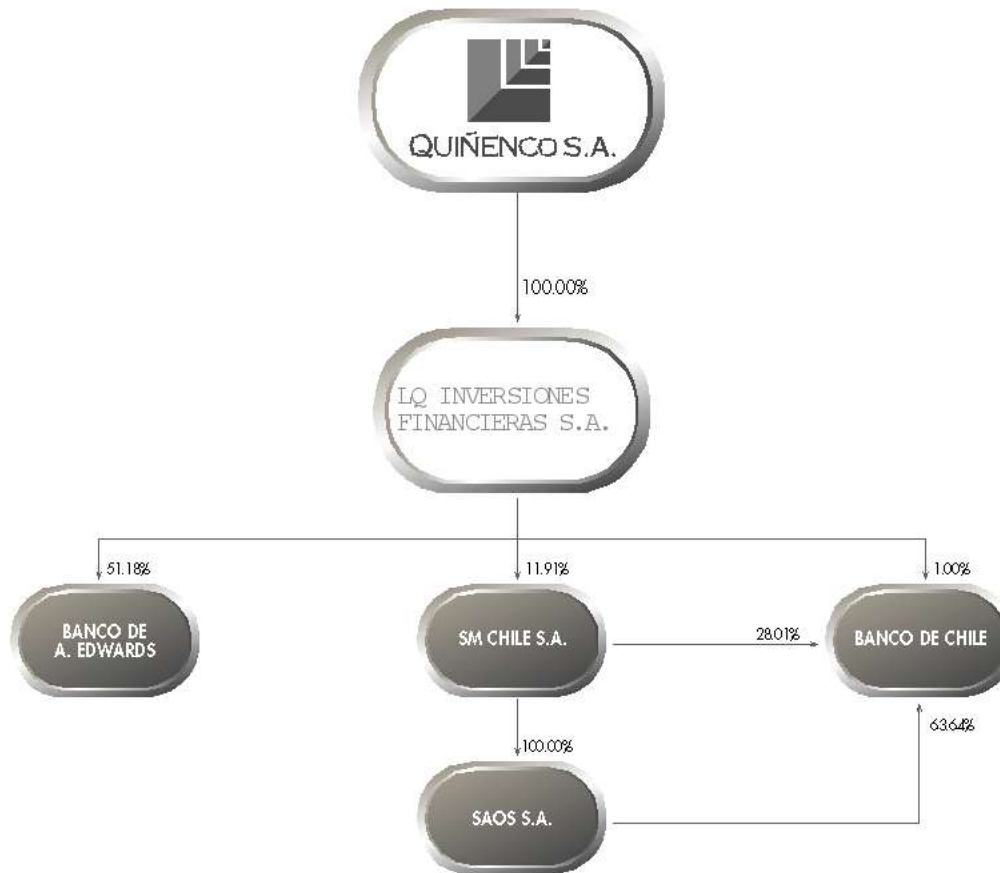 QUIÑENCO S.A.
100.00%
LQ INVERSIONES
FINANCIERAS S.A.
51.18%
11.91%
1.00%
BANCO DE
A. EDWARDS
SM CHILE S.A.
28.01%
BANCO DE CHILE
100.00%
63.64%
SAOS S.A.